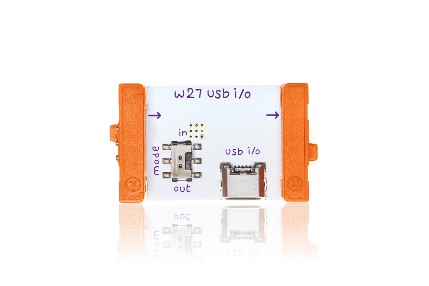 w27 usb i/o
in
usb i/o
mode
out